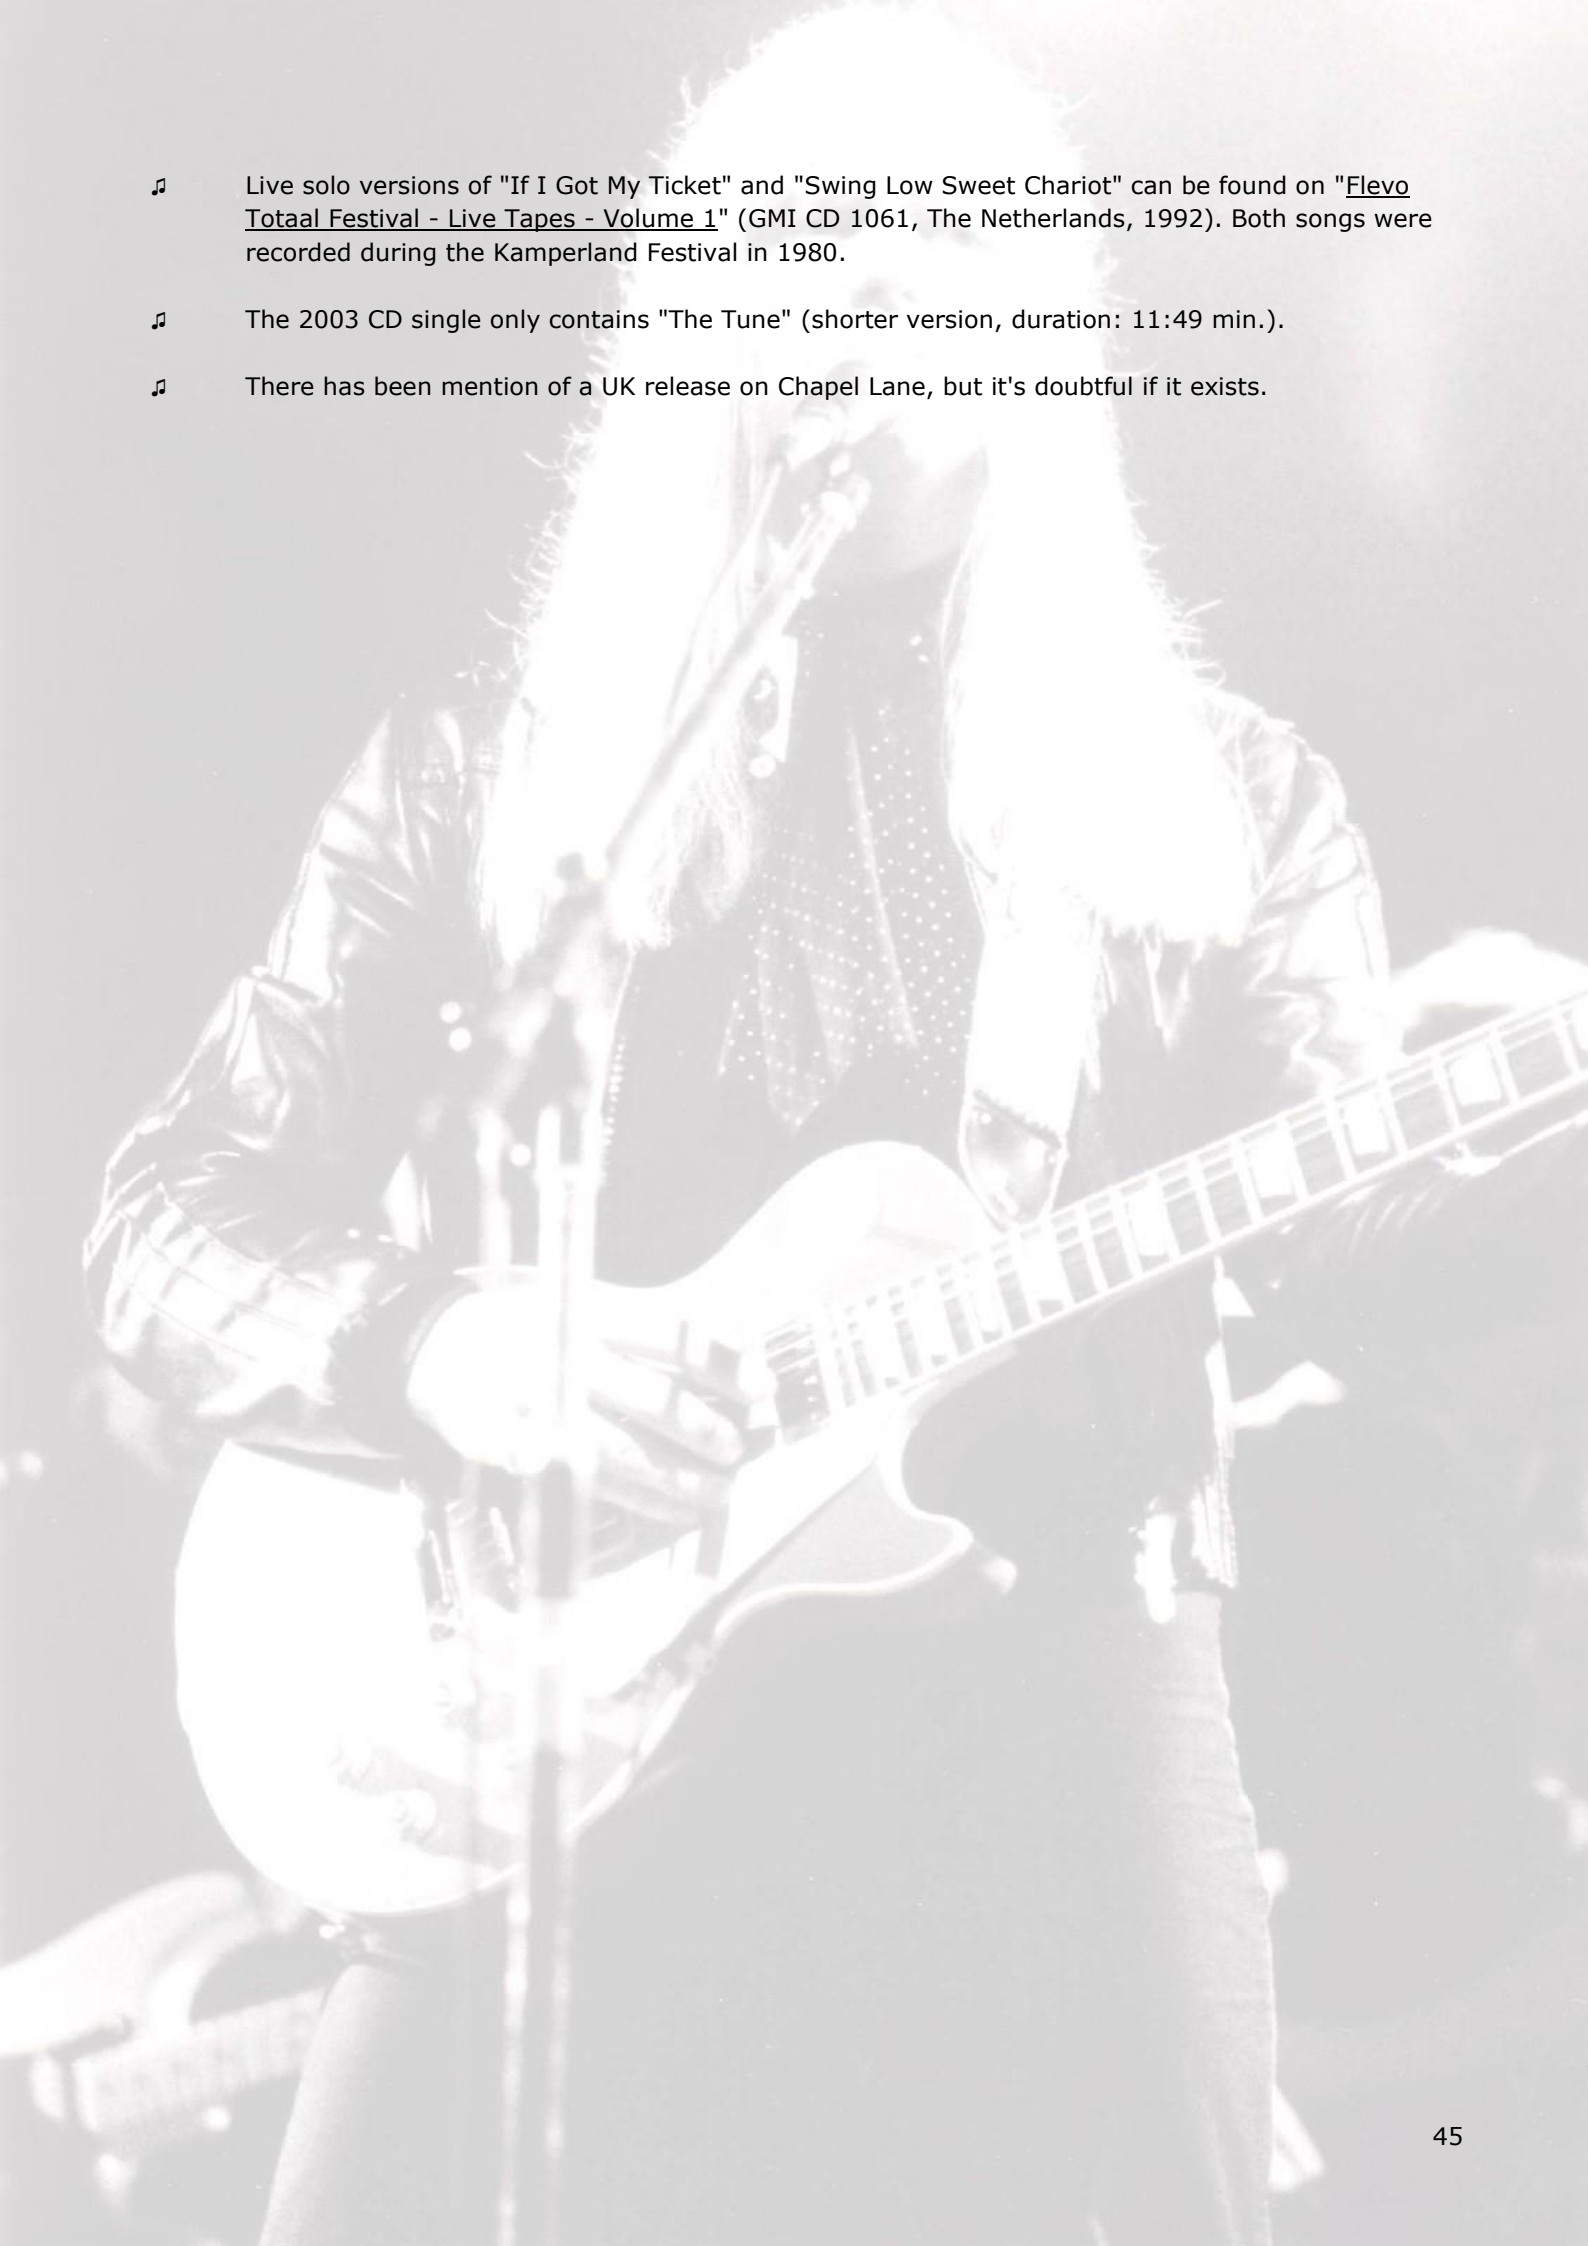 ♫ Live solo versions of "If I Got My Ticket" and "Swing Low Sweet Chariot" can be found on "Flevo
Totaal Festival - Live Tapes - Volume 1" (GMI CD 1061, The Netherlands, 1992). Both songs were
recorded during the Kamperland Festival in 1980.
♫ The 2003 CD single only contains "The Tune" (shorter version, duration: 11:49 min.).
♫ There has been mention of a UK release on Chapel Lane, but it's doubtful if it exists.
45